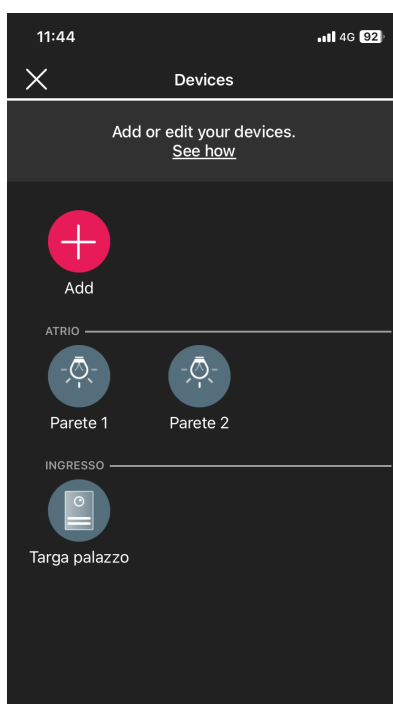 11:44
4G 92
Devices
Add or edit your devices.
See how
Add
ATRIO
Parete 1 Parete 2
INGRESSO
Targa palazzo